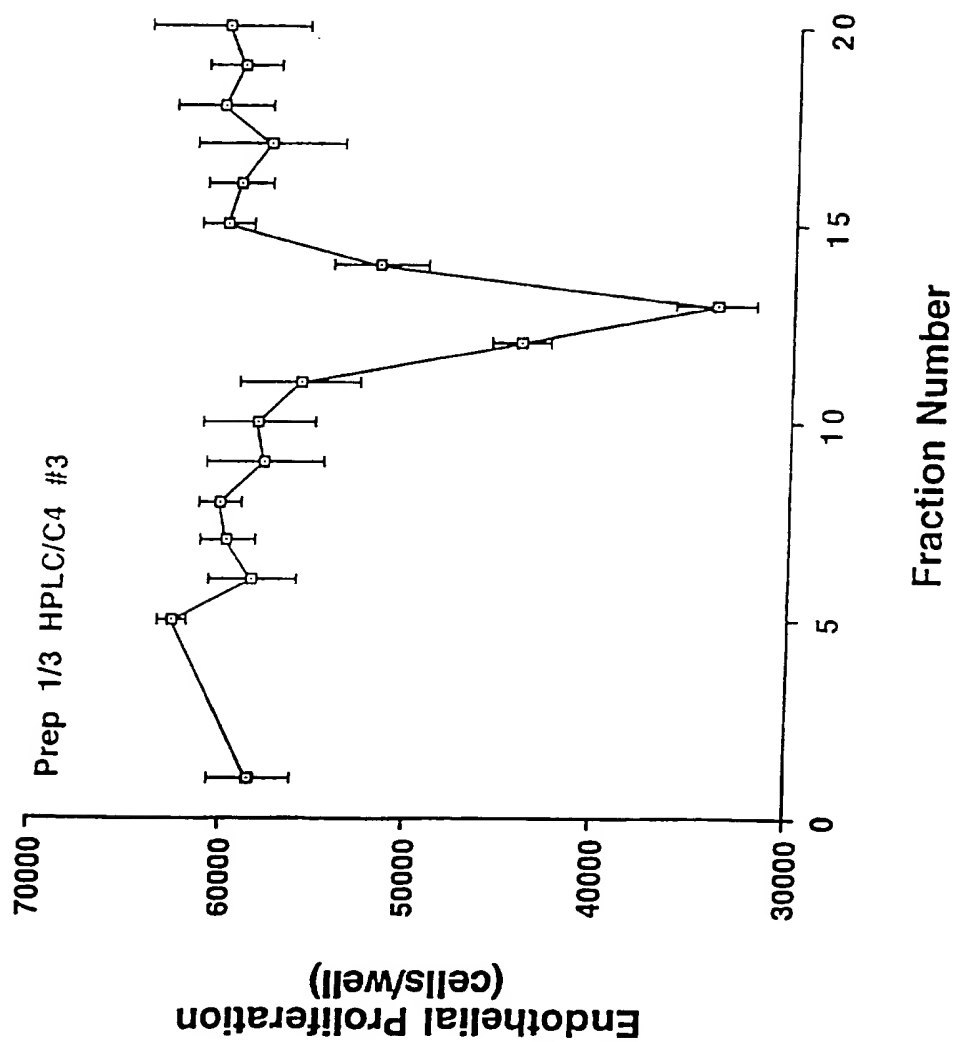 Prep 1/3 HPLC/C4 #3
Endothelial Proliferation
(cells/well)
70000
60000
50000
40000
30000
0
5
10
15
20
Fraction Number